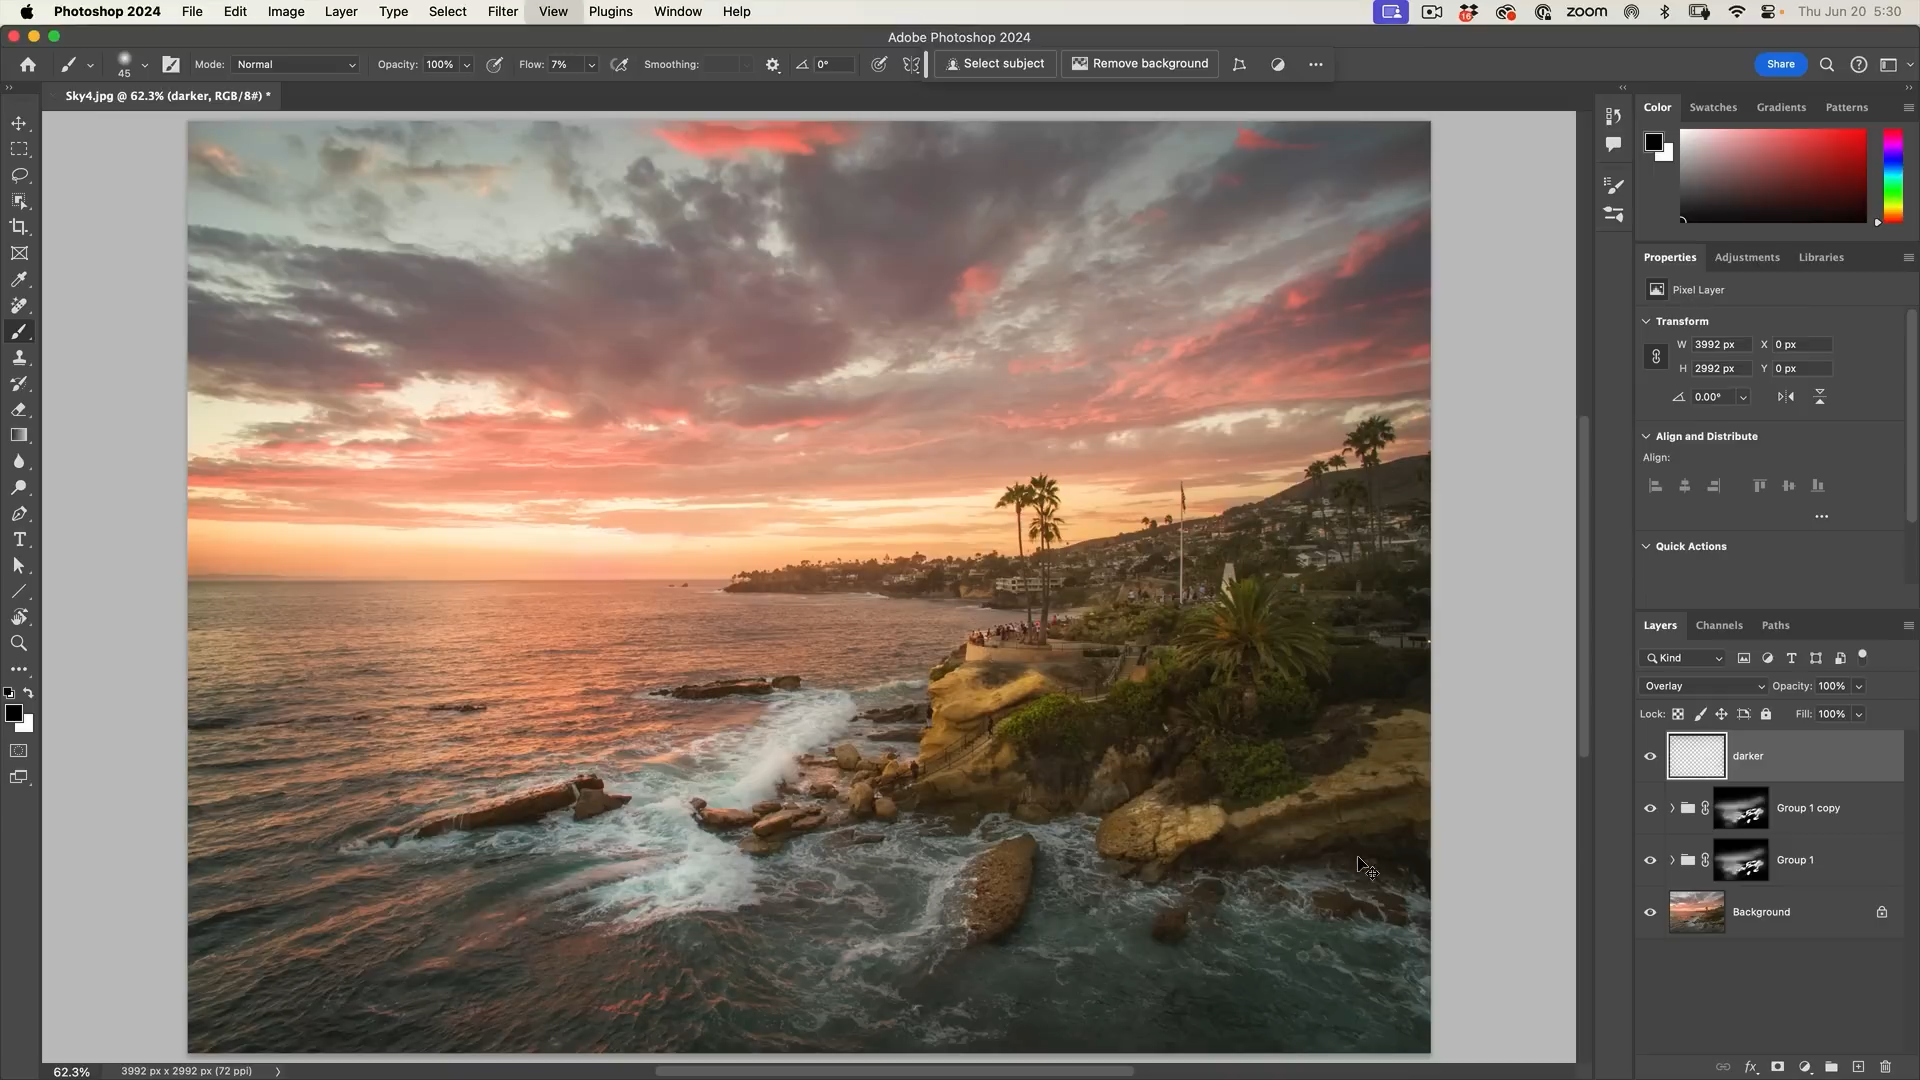 Photoshop 2024 File Edit Image Layer Type Select Filter View Plugins Window Help 16 zoom Thu Jun 20 5:30
Adobe Photoshop 2024
45 Mode: Normal Opacity: 100% Flow: 7% Smoothing: 0° Select subject Remove background Share
Sky4.jpg @ 62.3% (darker, RGB/8#) *
Color Swatches Gradients Patterns
Properties Adjustments Libraries
Pixel Layer
Transform
W 3992 px X 0 px
H 2992 px Y 0 px
0.00°
Align and Distribute
Align:
Quick Actions
Layers Channels Paths
Kind
Overlay Opacity: 100%
Lock: Fill: 100%
darker
Group 1 copy
Group 1
Background
62.3% 3992 px x 2992 px (72 ppi)